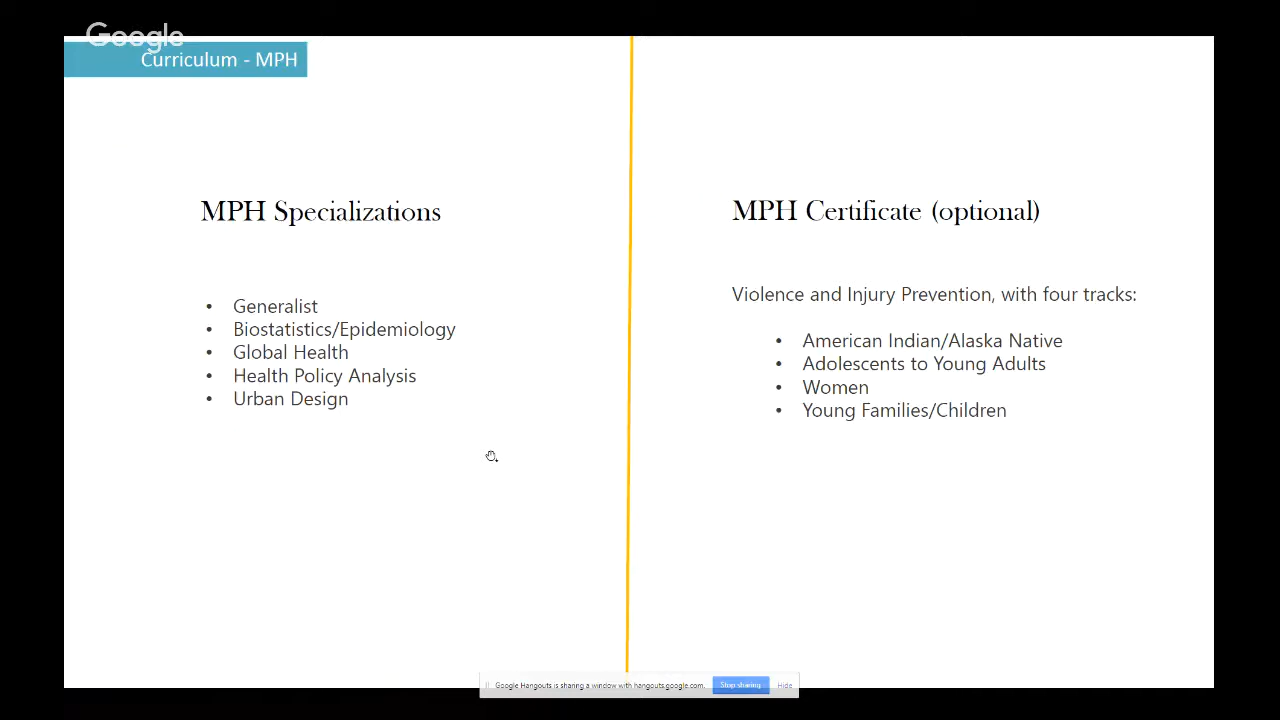 Google
Curriculum - MPH
MPH Specializations
• Generalist
• Biostatistics/Epidemiology
• Global Health
• Health Policy Analysis
• Urban Design
MPH Certificate (optional)
Violence and Injury Prevention, with four tracks:
• American Indian/Alaska Native
• Adolescents to Young Adults
• Women
• Young Families/Children
Google Hangouts is sharing a window with hangouts.google.com. Stop sharing Hide